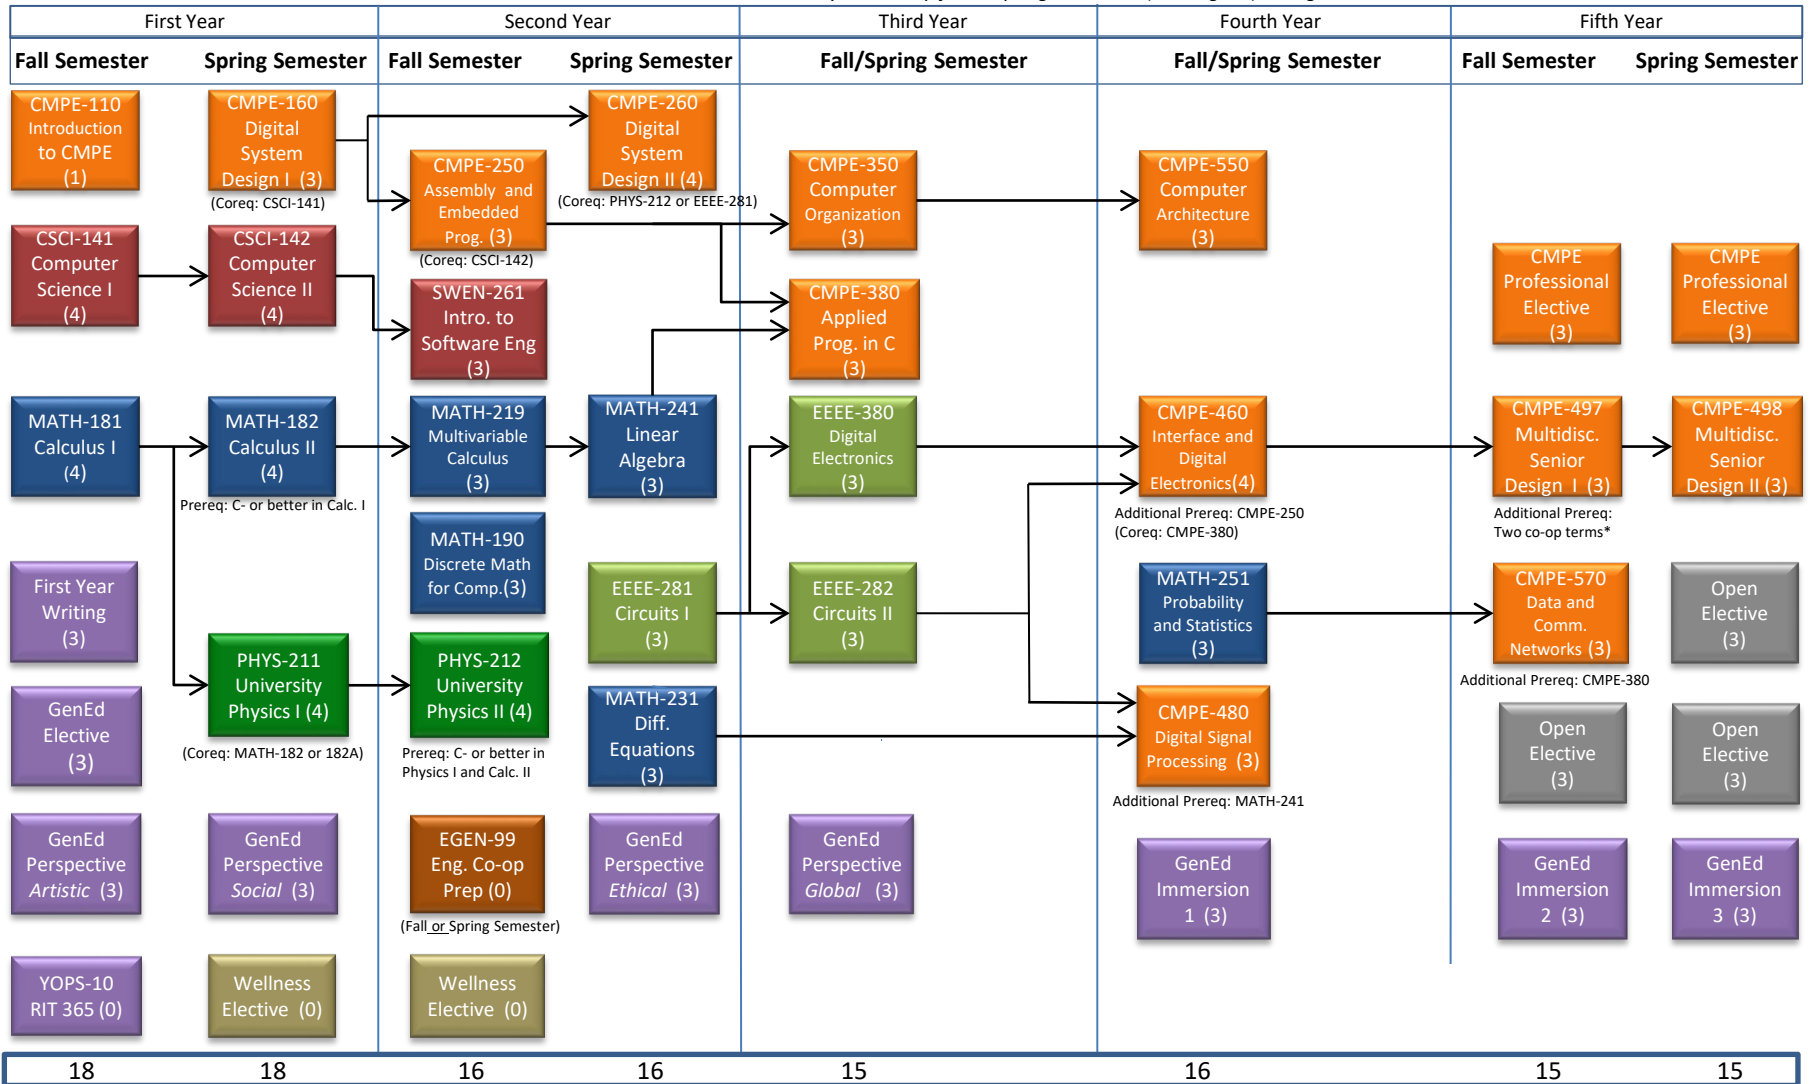 First Year
Second Year
Third Year
Fourth Year
Fifth Year
Fall Semester
Spring Semester
Fall Semester
Spring Semester
Fall/Spring Semester
Fall/Spring Semester
Fall Semester
Spring Semester
CMPE-110
Introduction
to CMPE
(1)
CMPE-160
Digital
System
Design I (3)
(Coreq: CSCI-141)
CMPE-250
Assembly and
Embedded
Prog. (3)
(Coreq: CSCI-142)
CMPE-260
Digital
System
Design II (4)
(Coreq: PHYS-212 or EEEE-281)
CMPE-350
Computer
Organization
(3)
CMPE-550
Computer
Architecture
(3)
CSCI-141
Computer
Science I
(4)
CSCI-142
Computer
Science II
(4)
SWEN-261
Intro. to
Software Eng
(3)
CMPE-380
Applied
Prog. in C
(3)
CMPE
Professional
Elective
(3)
CMPE
Professional
Elective
(3)
MATH-181
Calculus I
(4)
MATH-182
Calculus II
(4)
Prereq: C- or better in Calc. I
MATH-219
Multivariable
Calculus
(3)
MATH-241
Linear
Algebra
(3)
EEEE-380
Digital
Electronics
(3)
CMPE-460
Interface and
Digital
Electronics(4)
Additional Prereq: CMPE-250
(Coreq: CMPE-380)
CMPE-497
Multidisc.
Senior
Design I (3)
Additional Prereq:
Two co-op terms*
CMPE-498
Multidisc.
Senior
Design II (3)
MATH-190
Discrete Math
for Comp.(3)
First Year
Writing
(3)
EEEE-281
Circuits I
(3)
EEEE-282
Circuits II
(3)
MATH-251
Probability
and Statistics
(3)
CMPE-570
Data and
Comm.
Networks (3)
Additional Prereq: CMPE-380
Open
Elective
(3)
GenEd
Elective
(3)
PHYS-211
University
Physics I (4)
(Coreq: MATH-182 or 182A)
PHYS-212
University
Physics II (4)
Prereq: C- or better in
Physics I and Calc. II
MATH-231
Diff.
Equations
(3)
CMPE-480
Digital Signal
Processing (3)
Additional Prereq: MATH-241
Open
Elective
(3)
Open
Elective
(3)
GenEd
Perspective
Artistic (3)
GenEd
Perspective
Social (3)
EGEN-99
Eng. Co-op
Prep (0)
(Fall or Spring Semester)
GenEd
Perspective
Ethical (3)
GenEd
Perspective
Global (3)
GenEd
Immersion
1 (3)
GenEd
Immersion
2 (3)
GenEd
Immersion
3 (3)
YOPS-10
RIT 365 (0)
Wellness
Elective (0)
Wellness
Elective (0)
18
18
16
16
15
16
15
15